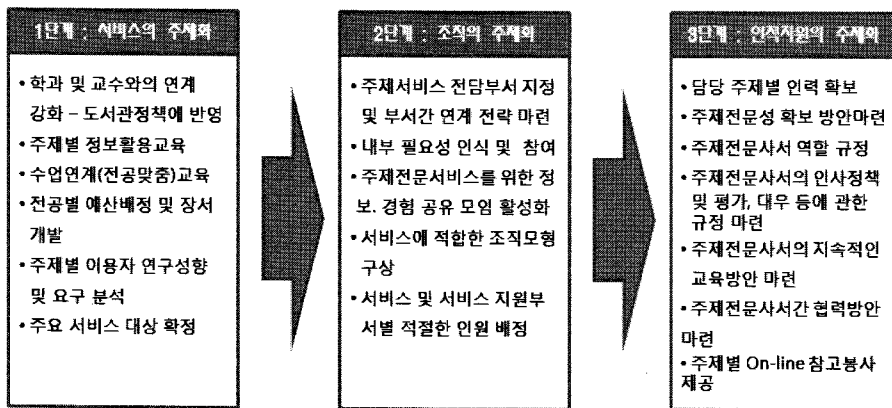 1단계 : 서비스의 주제화
• 학과 및 교수와의 연계
강화 – 도서관정책에 반영
• 주제별 정보활용교육
• 수업연계(전공맞춤)교육
• 전공별 예산배정 및 장서
개발
• 주제별 이용자 연구성향
및 요구 분석
• 주요 서비스 대상 확정
2단계 : 조직의 주제화
• 주제서비스 전담부서 지정
및 부서간 연계 전략 마련
• 내부 필요성 인식 및 참여
• 주제전문서비스를 위한 정
보. 경험 공유 모임 활성화
• 서비스에 적합한 조직모형
구상
• 서비스 및 서비스 지원부
서별 적절한 인원 배정
3단계 : 인적자원의 주제화
• 담당 주제별 인력 확보
• 주제전문성 확보 방안마련
• 주제전문사서 역할 규정
• 주제전문사서의 인사정책
및 평가, 대우 등에 관한
규정 마련
• 주제전문사서의 지속적인
교육방안 마련
• 주제전문사서간 협력방안
마련
• 주제별 On-line 참고봉사
제공